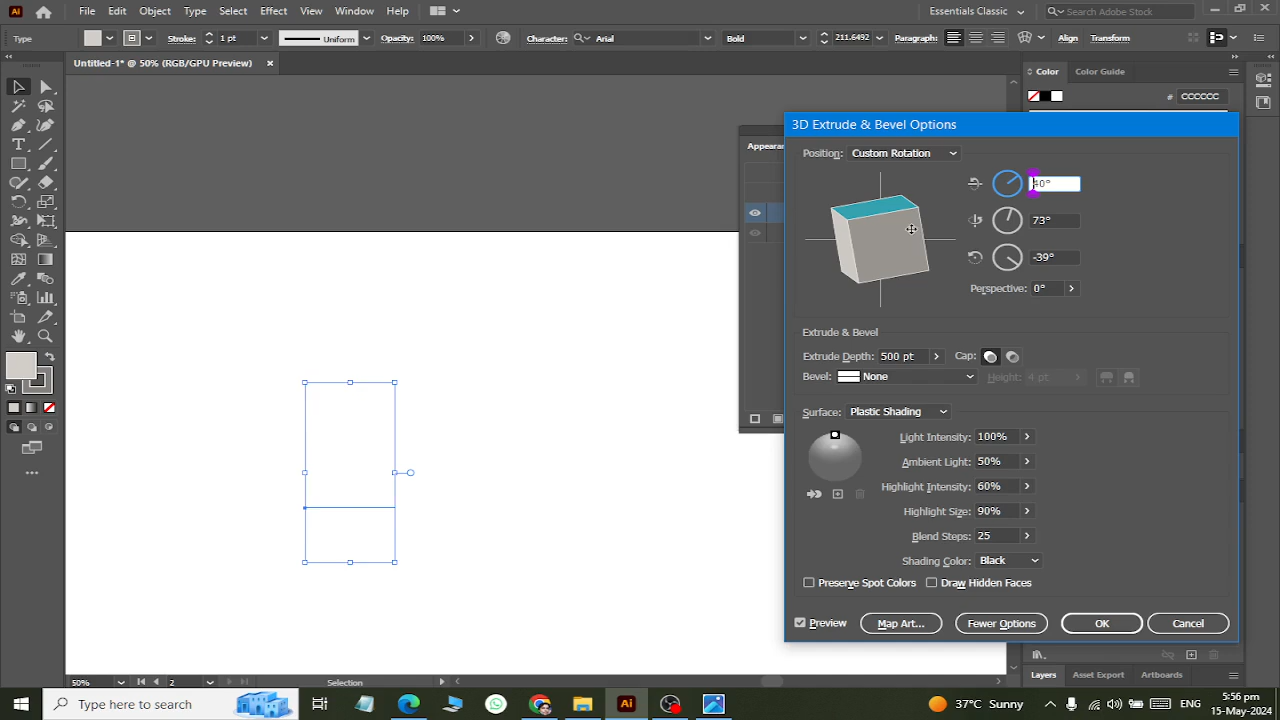 Ai File Edit Object Type Select Effect View Window Help Essentials Classic Search Adobe Stock
Type Stroke: 1 pt Uniform Opacity: 100% Character: Arial Bold 211.6492 Paragraph: Align Transform
Untitled-1* @ 50% (RGB/GPU Preview)
Color Color Guide
# CCCCCC
3D Extrude & Bevel Options
Appearance
Position: Custom Rotation
40°
73°
-39°
Perspective: 0°
Extrude & Bevel
Extrude Depth: 500 pt Cap:
Bevel: None Height: 4 pt
Surface: Plastic Shading
Light Intensity: 100%
Ambient Light: 50%
Highlight Intensity: 60%
Highlight Size: 90%
Blend Steps: 25
Shading Color: Black
Preserve Spot Colors Draw Hidden Faces
Preview Map Art... Fewer Options OK Cancel
50% 2 Selection
Layers Asset Export Artboards
Type here to search
Ai
37°C Sunny
5:56 pm
15-May-2024